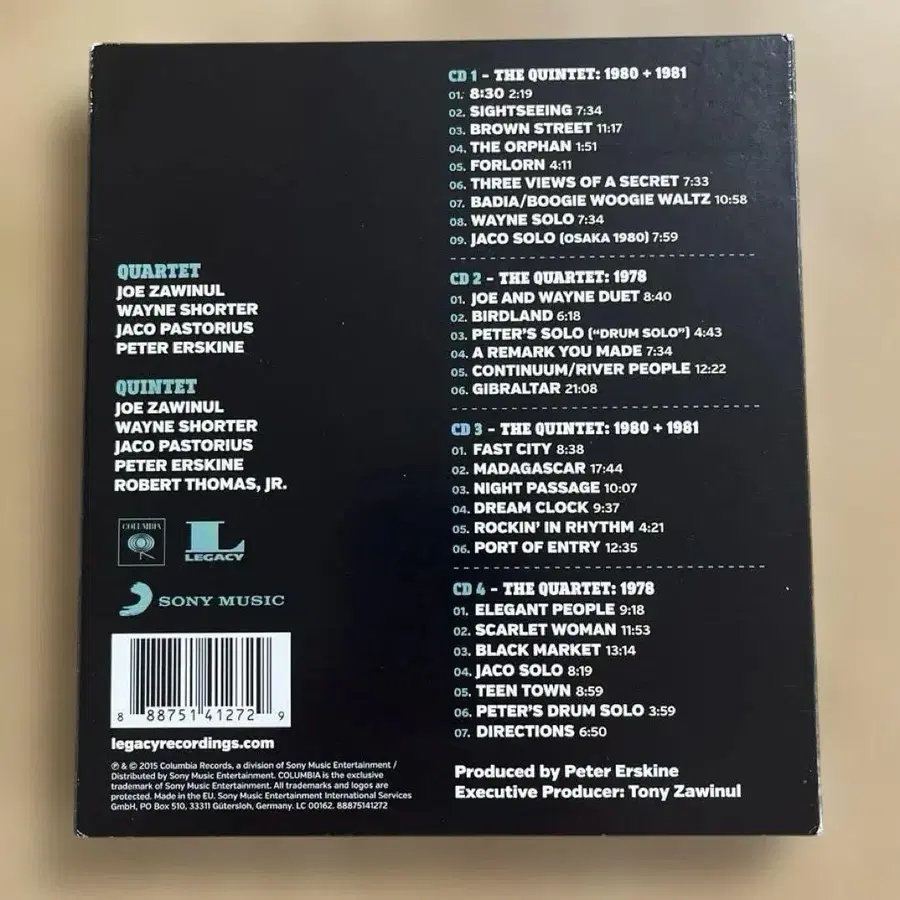 QUARTET
JOE ZAWINUL
WAYNE SHORTER
JACO PASTORIUS
PETER ERSKINE
QUINTET
JOE ZAWINUL
WAYNE SHORTER
JACO PASTORIUS
PETER ERSKINE
ROBERT THOMAS, JR.
COLUMBIA
L
LEGACY
SONY MUSIC
8 88751 41272 9
legacyrecordings.com
℗ & © 2015 Columbia Records, a division of Sony Music Entertainment /
Distributed by Sony Music Entertainment. COLUMBIA is the exclusive
trademark of Sony Music Entertainment. All trademarks and logos are
protected. Made in the EU. Sony Music Entertainment International Services
GmbH, PO Box 510, 33311 Gütersloh, Germany. LC 00162. 88875141272
CD 1 - THE QUINTET: 1980 + 1981
01. 8:30 2:19
02. SIGHTSEEING 7:34
03. BROWN STREET 11:17
04. THE ORPHAN 1:51
05. FORLORN 4:11
06. THREE VIEWS OF A SECRET 7:33
07. BADIA/BOOGIE WOOGIE WALTZ 10:58
08. WAYNE SOLO 7:34
09. JACO SOLO (OSAKA 1980) 7:59
CD 2 - THE QUARTET: 1978
01. JOE AND WAYNE DUET 8:40
02. BIRDLAND 6:18
03. PETER'S SOLO ("DRUM SOLO") 4:43
04. A REMARK YOU MADE 7:34
05. CONTINUUM/RIVER PEOPLE 12:22
06. GIBRALTAR 21:08
CD 3 - THE QUINTET: 1980 + 1981
01. FAST CITY 8:38
02. MADAGASCAR 17:44
03. NIGHT PASSAGE 10:07
04. DREAM CLOCK 9:37
05. ROCKIN' IN RHYTHM 4:21
06. PORT OF ENTRY 12:35
CD 4 - THE QUARTET: 1978
01. ELEGANT PEOPLE 9:18
02. SCARLET WOMAN 11:53
03. BLACK MARKET 13:14
04. JACO SOLO 8:19
05. TEEN TOWN 8:59
06. PETER'S DRUM SOLO 3:59
07. DIRECTIONS 6:50
Produced by Peter Erskine
Executive Producer: Tony Zawinul